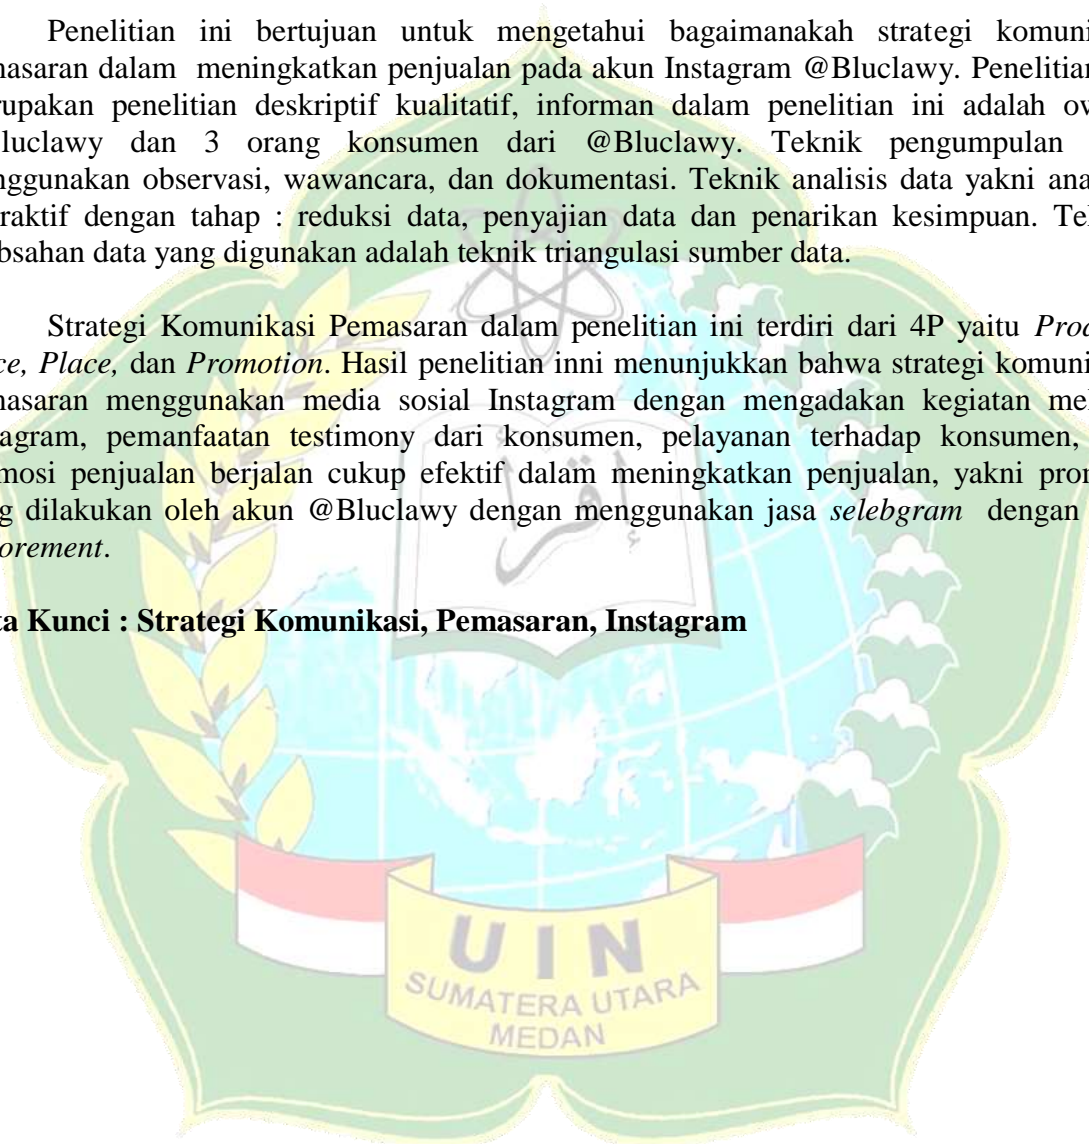 Penelitian ini bertujuan untuk mengetahui bagaimanakah strategi komuni
nasaran dalam meningkatkan penjualan pada akun Instagram @Bluclawy. Penelitian
rupakan penelitian deskriptif kualitatif, informan dalam penelitian ini adalah ow
luclawy dan 3 orang konsumen dari @Bluclawy. Teknik pengumpulan
nggunakan observasi, wawancara, dan dokumentasi. Teknik analisis data yakni ana
raktif dengan tahap : reduksi data, penyajian data dan penarikan kesimpuan. Te
bsahan data yang digunakan adalah teknik triangulasi sumber data.
Strategi Komunikasi Pemasaran dalam penelitian ini terdiri dari 4P yaitu Proc
ce, Place, dan Promotion. Hasil penelitian inni menunjukkan bahwa strategi komuni
nasaran menggunakan media sosial Instagram dengan mengadakan kegiatan me
agram, pemanfaatan testimony dari konsumen, pelayanan terhadap konsumen,
mosi penjualan berjalan cukup efektif dalam meningkatkan penjualan, yakni pro
g dilakukan oleh akun @Bluclawy dengan menggunakan jasa selebgram dengan
orement.
ta Kunci : Strategi Komunikasi, Pemasaran, Instagram
إقرأ
UIN
SUMATERA UTARA
MEDAN